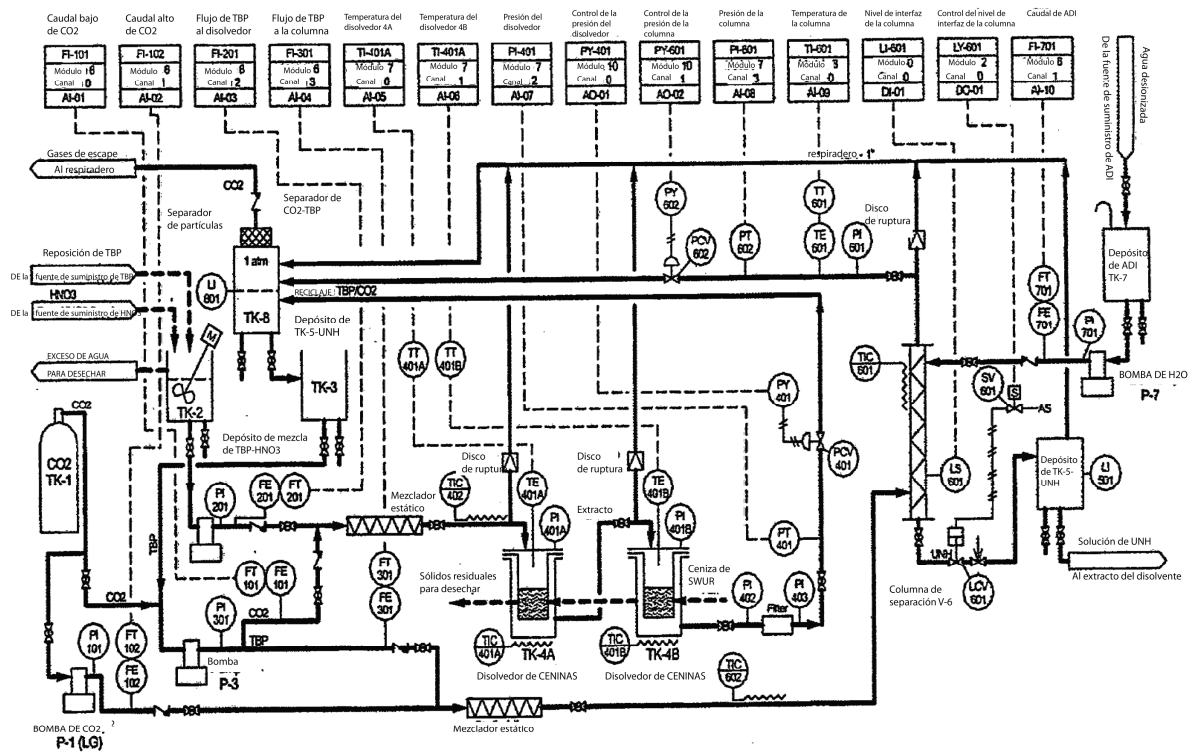 Caudal bajo
de CO2
FI-101
Módulo 6
Canal 0
AI-01
Caudal alto
de CO2
FI-102
Módulo 6
Canal 1
AI-02
Flujo de TBP
al disolvedor
FI-201
Módulo 6
Canal 2
AI-03
Flujo de TBP
a la columna
FI-301
Módulo 6
Canal 3
AI-04
Temperatura del
disolvedor 4A
TI-401A
Módulo 7
Canal 0
AI-05
Temperatura del
disolvedor 4B
TI-401A
Módulo 7
Canal 1
AI-06
Presión del
disolvedor
PI-401
Módulo 7
Canal 2
AI-07
Control de la
presión del
disolvedor
PY-401
Módulo 10
Canal 0
AO-01
Control de la
presión de la
columna
PY-601
Módulo 10
Canal 1
AO-02
Presión de
la columna
PI-601
Módulo 7
Canal 3
AI-08
Temperatura de
la columna
TI-601
Módulo 3
Canal 0
AI-09
Nivel de interfaz
de la columna
LI-601
Módulo 0
Canal 0
DI-01
Control del nivel de
interfaz de la columna
LY-601
Módulo 2
Canal 0
DO-01
Caudal de ADI
FI-701
Módulo 6
Canal 1
AI-10
De la fuente de suministro de ADI
Agua desionizada
Gases de escape
Al respiradero
CO2
Separador
de partículas
Separador de
CO2-TBP
respiradero - 1"
PY
602
PCV
602
PT
602
TT
601
TE
601
PI
601
Disco
de ruptura
Depósito
de ADI
TK-7
Reposición de TBP
DE la fuente de suministro de TBP
HNO3
DE la fuente de suministro de HNO3
LI
801
1 atm
TK-8
RECICLAJE TBP/CO2
FT
701
FE
701
PI
701
EXCESO DE AGUA
PARA DESECHAR
M
TK-2
Depósito de
TK-5-UNH
TK-3
TT
401A
TT
401B
TIC
601
BOMBA DE H2O
P-7
SV
601
S
AS
PY
401
PCV
401
CO2
CO2
TK-1
Depósito de mezcla
de TBP-HNO3
PI
201
FE
201
FT
201
Mezclador
estático
TIC
402
Disco
de ruptura
TE
401A
PI
401A
Extracto
Disco
de ruptura
TE
401B
PI
401B
LS
601
Depósito
de TK-5-
UNH
LI
501
PT
401
TBP
FT
101
FE
101
FT
301
FE
301
Sólidos residuales
para desechar
Ceniza de
SWUR
PI
402
Filter
PI
403
UNH
LCV
601
Solución de UNH
Al extracto del disolvente
Columna de
separación V-6
CO2
PI
301
CO2
TBP
Bomba
P-3
TIC
401A
TK-4A
Disolvedor de CENINAS
TIC
401B
TK-4B
Disolvedor de CENINAS
TIC
602
PI
101
FT
102
FE
102
BOMBA DE CO2
P-1 (LG)
Mezclador estático